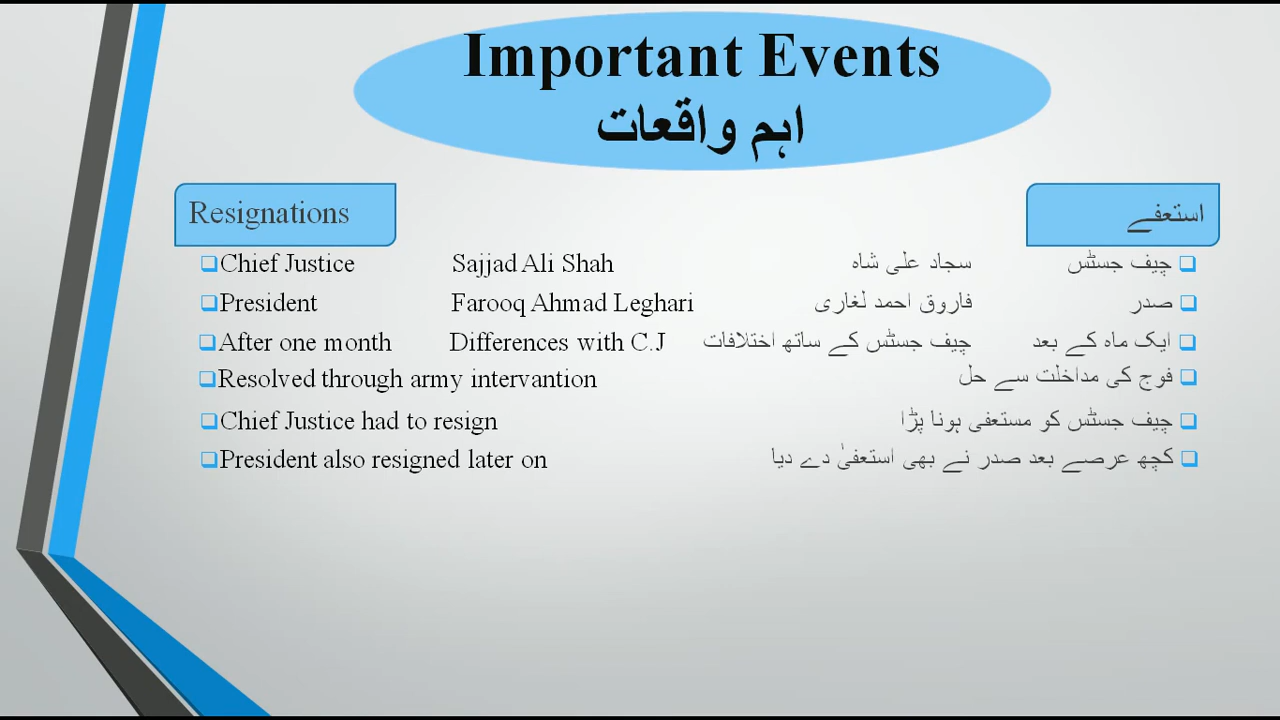 Important Events
اہم واقعات
Resignations استعفے
Chief Justice Sajjad Ali Shah سجاد علی شاہ چیف جسٹس
President Farooq Ahmad Leghari فاروق احمد لغاری صدر
After one month Differences with C.J چیف جسٹس کے ساتھ اختلافات ایک ماہ کے بعد
Resolved through army intervantion فوج کی مداخلت سے حل
Chief Justice had to resign چیف جسٹس کو مستعفی ہونا پڑا
President also resigned later on کچھ عرصے بعد صدر نے بھی استعفیٰ دے دیا